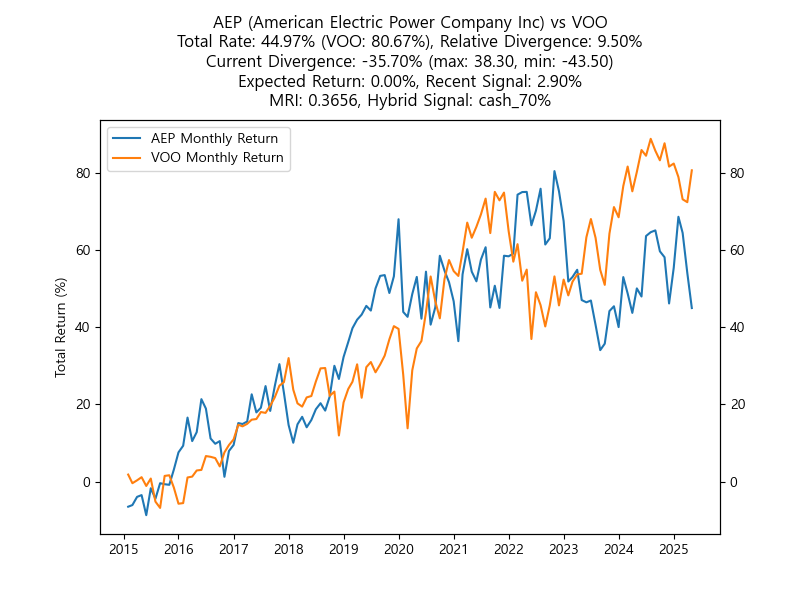 AEP (American Electric Power Company Inc) vs VOO
Total Rate: 44.97% (VOO: 80.67%), Relative Divergence: 9.50%
Current Divergence: -35.70% (max: 38.30, min: -43.50)
Expected Return: 0.00%, Recent Signal: 2.90%
MRI: 0.3656, Hybrid Signal: cash_70%
AEP Monthly Return
VOO Monthly Return
Total Return (%)
80
60
40
20
0
80
60
40
20
0
2015 2016 2017 2018 2019 2020 2021 2022 2023 2024 2025